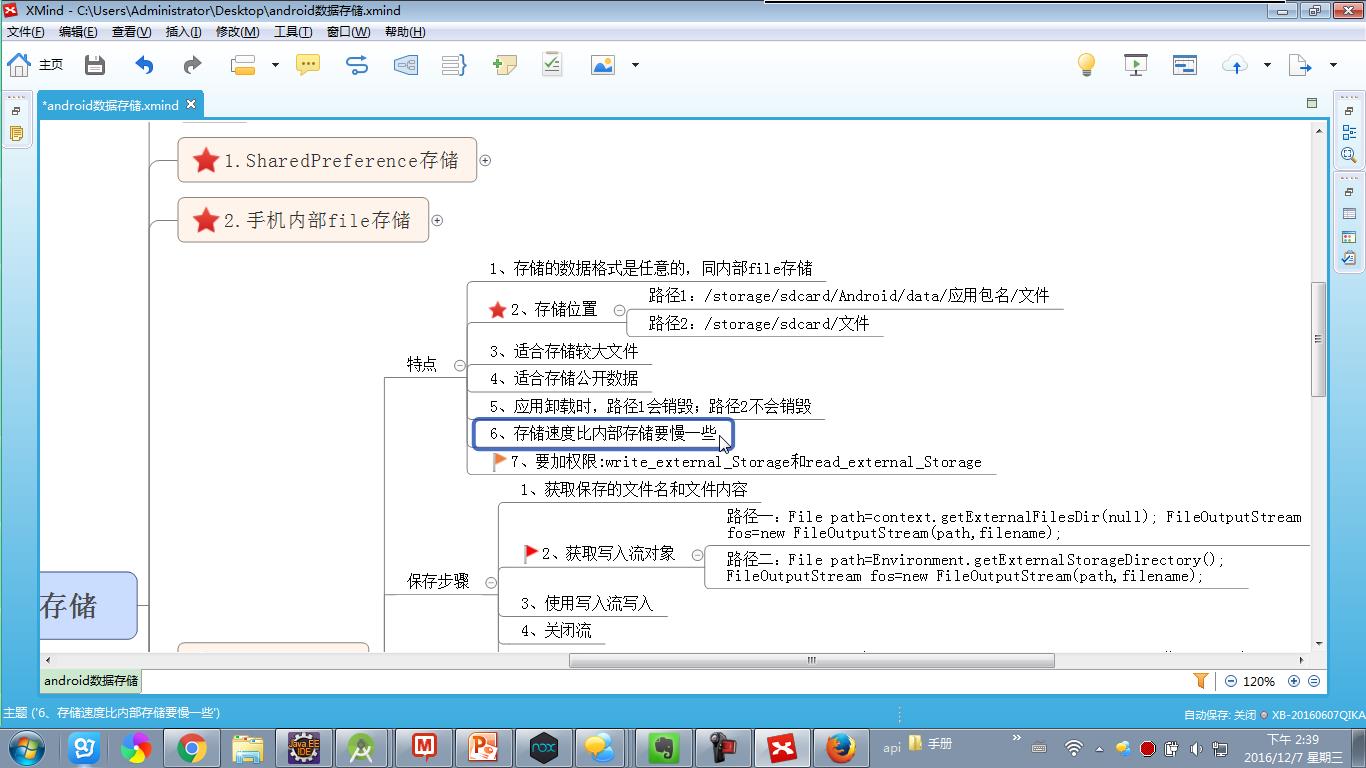 XMind - C:\Users\Administrator\Desktop\android数据存储.xmind
文件(F) 编辑(E) 查看(V) 插入(I) 修改(M) 工具(T) 窗口(W) 帮助(H)
主页
*android数据存储.xmind
1.SharedPreference存储
2.手机内部file存储
1、存储的数据格式是任意的，同内部file存储
2、存储位置
路径1：/storage/sdcard/Android/data/应用包名/文件
路径2：/storage/sdcard/文件
3、适合存储较大文件
特点
4、适合存储公开数据
5、应用卸载时，路径1会销毁；路径2不会销毁
6、存储速度比内部存储要慢一些
7、要加权限:write_external_Storage和read_external_Storage
1、获取保存的文件名和文件内容
路径一：File path=context.getExternalFilesDir(null); FileOutputStream
fos=new FileOutputStream(path,filename);
2、获取写入流对象
路径二：File path=Environment.getExternalStorageDirectory();
FileOutputStream fos=new FileOutputStream(path,filename);
保存步骤
3、使用写入流写入
存储
4、关闭流
android数据存储
120%
主题 ('6、存储速度比内部存储要慢一些')
自动保存: 关闭
XB-20160607QIKA
Java EE
IDE
nox
api
手册
下午 2:39
2016/12/7 星期三